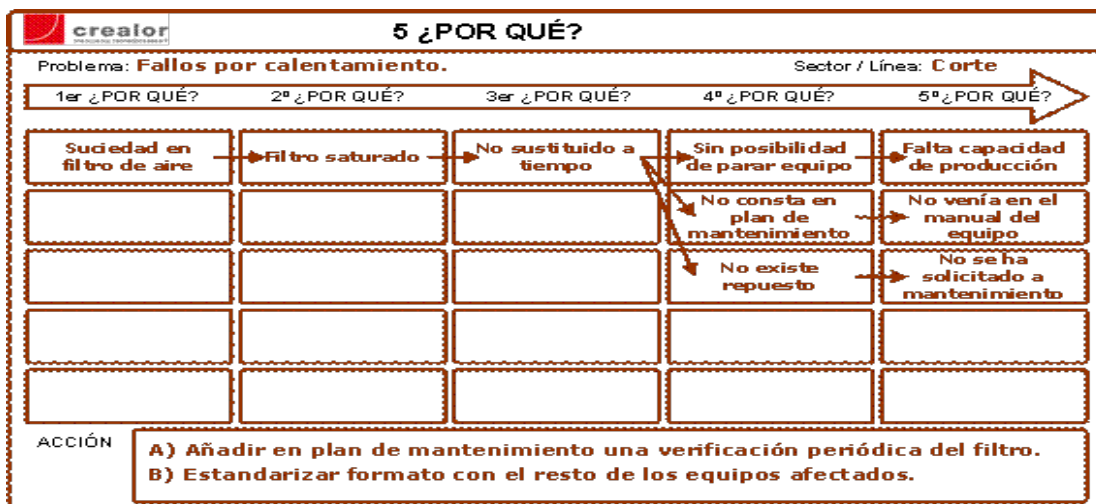 crealor
5 ¿POR QUÉ?
Problema: Fallos por calentamiento.
Sector / Línea: Corte
1er ¿POR QUÉ?
2º ¿POR QUÉ?
3er ¿POR QUÉ?
4º ¿POR QUÉ?
5º ¿POR QUÉ?
Suciedad en
filtro de aire
Filtro saturado
No sustituido a
tiempo
Sin posibilidad
de parar equipo
Falta capacidad
de producción
No consta en
plan de
mantenimiento
No venía en el
manual del
equipo
No existe
repuesto
No se ha
solicitado a
mantenimiento
ACCIÓN
A) Añadir en plan de mantenimiento una verificación periódica del filtro.
B) Estandarizar formato con el resto de los equipos afectados.